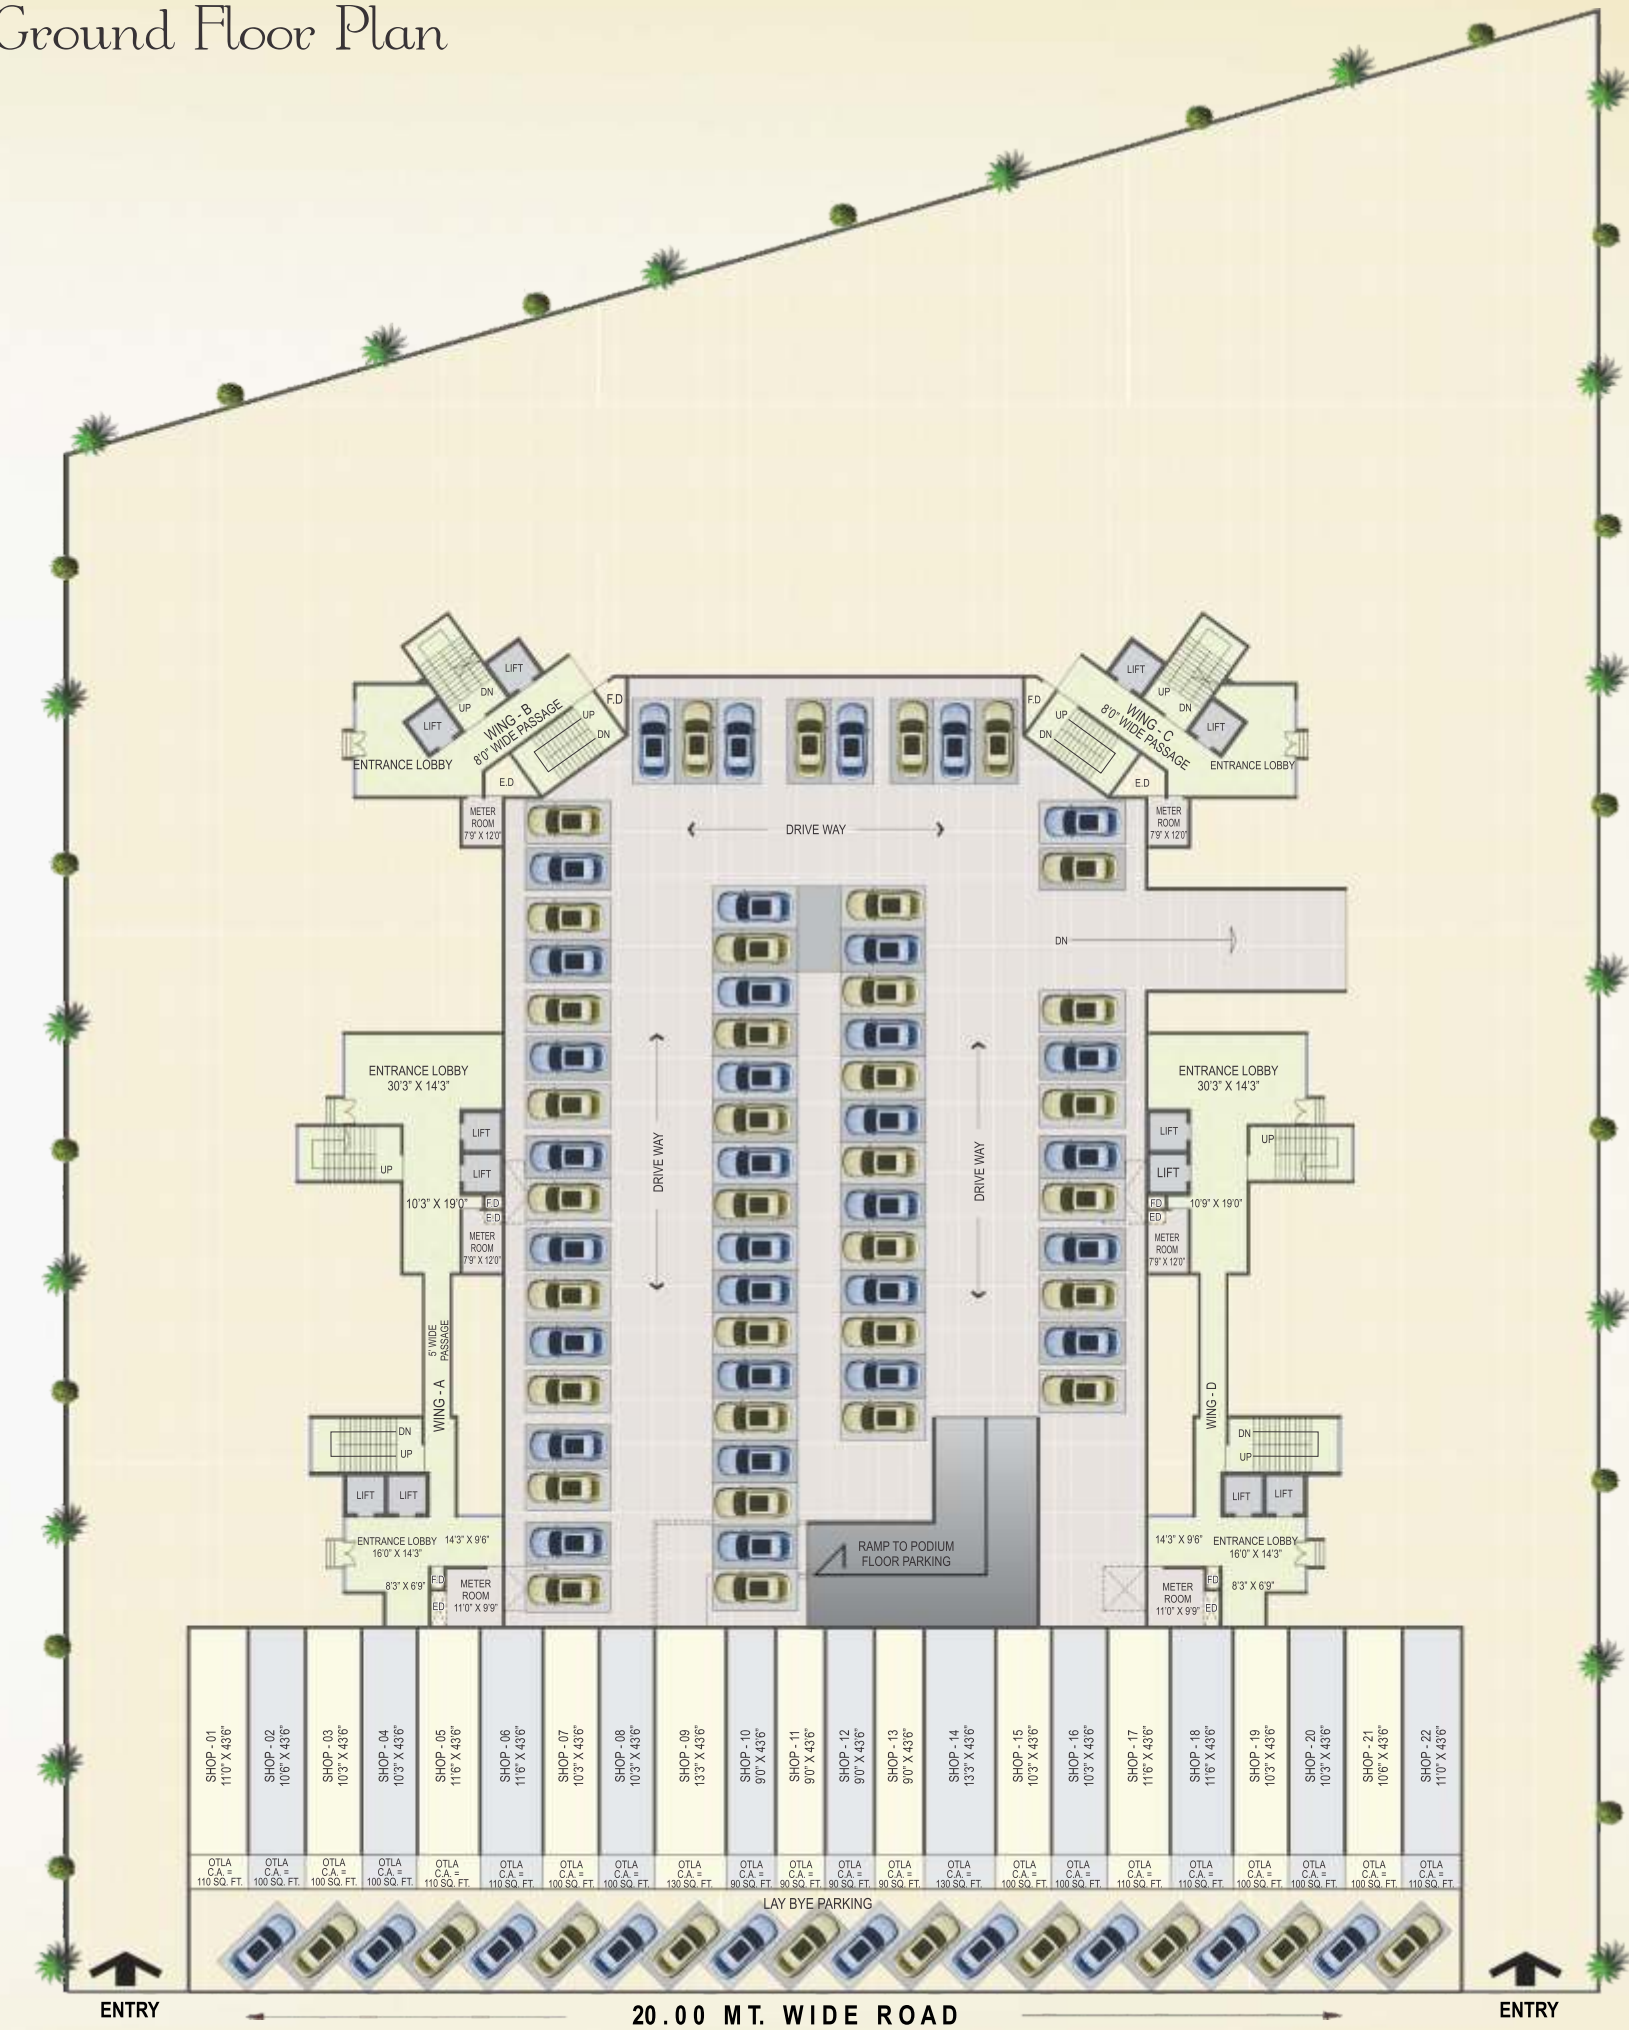 Ground Floor Plan
LIFT
DN
UP
LIFT
WING - B
8'0" WIDE PASSAGE
ENTRANCE LOBBY
UP
DN
F.D
E.D
METER
ROOM
7'9" X 12'0"
LIFT
UP
DN
LIFT
WING - C
8'0" WIDE PASSAGE
ENTRANCE LOBBY
F.D
UP
DN
E.D
METER
ROOM
7'9" X 12'0"
DRIVE WAY
DN
ENTRANCE LOBBY
30'3" X 14'3"
LIFT
LIFT
UP
10'3" X 19'0"
F.D
E.D
METER
ROOM
7'9" X 12'0"
DRIVE WAY
DRIVE WAY
ENTRANCE LOBBY
30'3" X 14'3"
LIFT
LIFT
UP
FD
10'9" X 19'0"
ED
METER
ROOM
7'9" X 12'0"
5' WIDE
PASSAGE
WING - A
DN
UP
LIFT
LIFT
ENTRANCE LOBBY
16'0" X 14'3"
14'3" X 9'6"
8'3" X 6'9"
F.D
ED
METER
ROOM
11'0" X 9'9"
RAMP TO PODIUM
FLOOR PARKING
WING - D
DN
UP
LIFT
LIFT
14'3" X 9'6"
ENTRANCE LOBBY
16'0" X 14'3"
METER
ROOM
11'0" X 9'9"
FD
ED
8'3" X 6'9"
SHOP - 01
11'0" X 43'6"
SHOP - 02
10'6" X 43'6"
SHOP - 03
10'3" X 43'6"
SHOP - 04
10'3" X 43'6"
SHOP - 05
11'6" X 43'6"
SHOP - 06
11'6" X 43'6"
SHOP - 07
10'3" X 43'6"
SHOP - 08
10'3" X 43'6"
SHOP - 09
13'3" X 43'6"
SHOP - 10
9'0" X 43'6"
SHOP - 11
9'0" X 43'6"
SHOP - 12
9'0" X 43'6"
SHOP - 13
9'0" X 43'6"
SHOP - 14
13'3" X 43'6"
SHOP - 15
10'3" X 43'6"
SHOP - 16
10'3" X 43'6"
SHOP - 17
11'6" X 43'6"
SHOP - 18
11'6" X 43'6"
SHOP - 19
10'3" X 43'6"
SHOP - 20
10'3" X 43'6"
SHOP - 21
10'6" X 43'6"
SHOP - 22
11'0" X 43'6"
OTLA
C.A. =
110 SQ. FT.
OTLA
C.A. =
100 SQ. FT.
OTLA
C.A. =
100 SQ. FT.
OTLA
C.A. =
100 SQ. FT.
OTLA
C.A. =
110 SQ. FT.
OTLA
C.A. =
110 SQ. FT.
OTLA
C.A. =
100 SQ. FT.
OTLA
C.A. =
100 SQ. FT.
OTLA
C.A. =
130 SQ. FT.
OTLA
C.A. =
90 SQ. FT.
OTLA
C.A. =
90 SQ. FT.
OTLA
C.A. =
90 SQ. FT.
OTLA
C.A. =
90 SQ. FT.
OTLA
C.A. =
130 SQ. FT.
OTLA
C.A. =
100 SQ. FT.
OTLA
C.A. =
100 SQ. FT.
OTLA
C.A. =
110 SQ. FT.
OTLA
C.A. =
110 SQ. FT.
OTLA
C.A. =
100 SQ. FT.
OTLA
C.A. =
100 SQ. FT.
OTLA
C.A. =
100 SQ. FT.
OTLA
C.A. =
110 SQ. FT.
LAY BYE PARKING
ENTRY
20.00 MT. WIDE ROAD
ENTRY